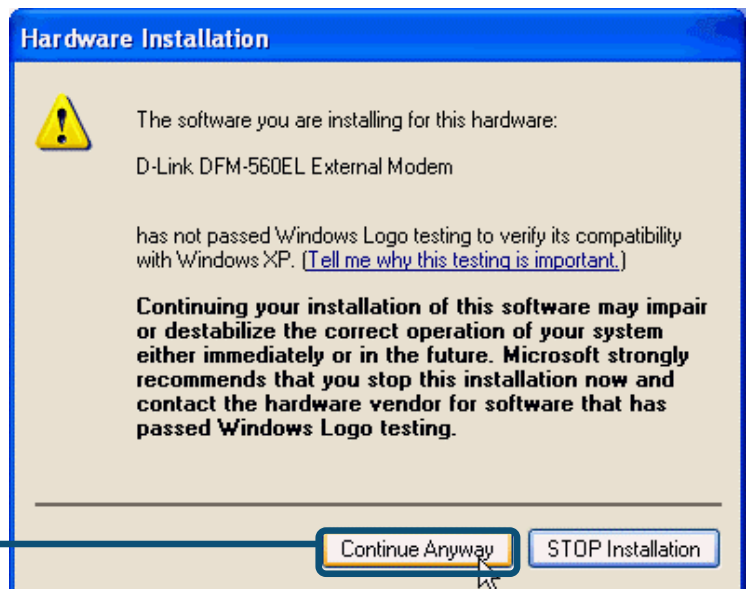 Hardware Installation
The software you are installing for this hardware:
D-Link DFM-560EL External Modem
has not passed Windows Logo testing to verify its compatibility
with Windows XP. (Tell me why this testing is important.)
Continuing your installation of this software may impair
or destabilize the correct operation of your system
either immediately or in the future. Microsoft strongly
recommends that you stop this installation now and
contact the hardware vendor for software that has
passed Windows Logo testing.
Continue Anyway STOP Installation